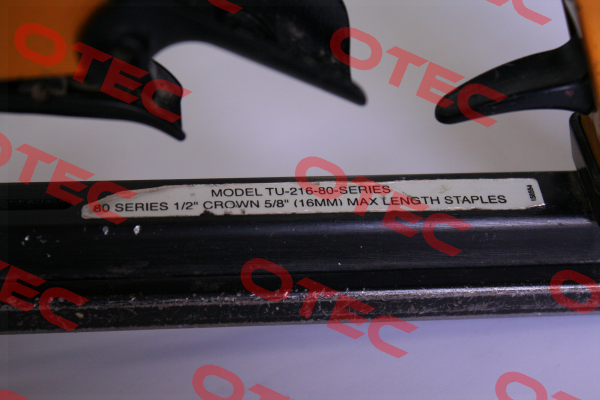 MODEL TU-216-80-SERIES
80 SERIES 1/2" CROWN 5/8" (16MM) MAX LENGTH STAPLES
OTEC
OTEC
OTEC
OTEC
OTEC
OTEC
OTEC
OTEC